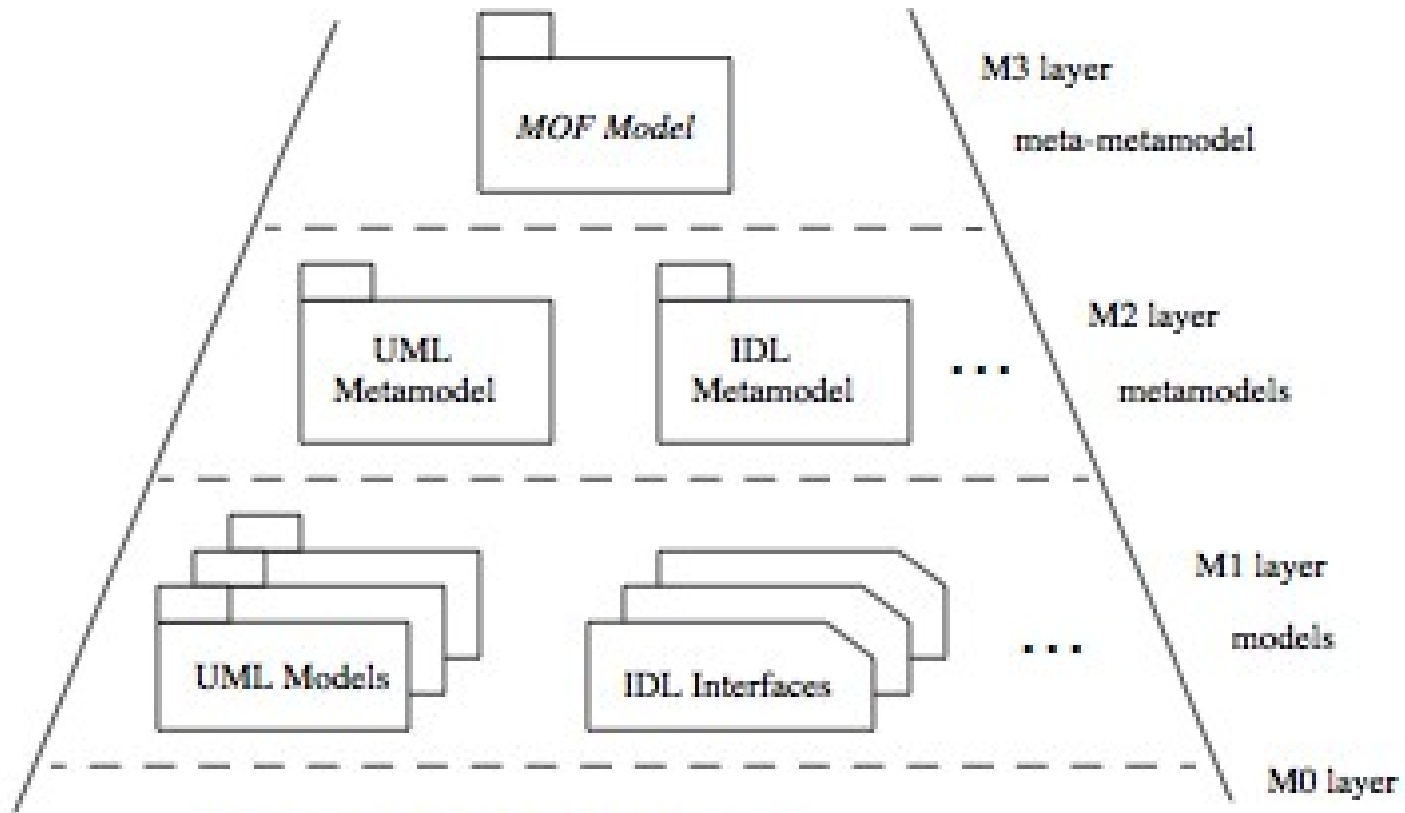 M3 layer
MOF Model
meta-metamodel
M2 layer
UML
Metamodel
IDL
Metamodel
...
metamodels
M1 layer
models
UML Models
IDL Interfaces
...
M0 layer